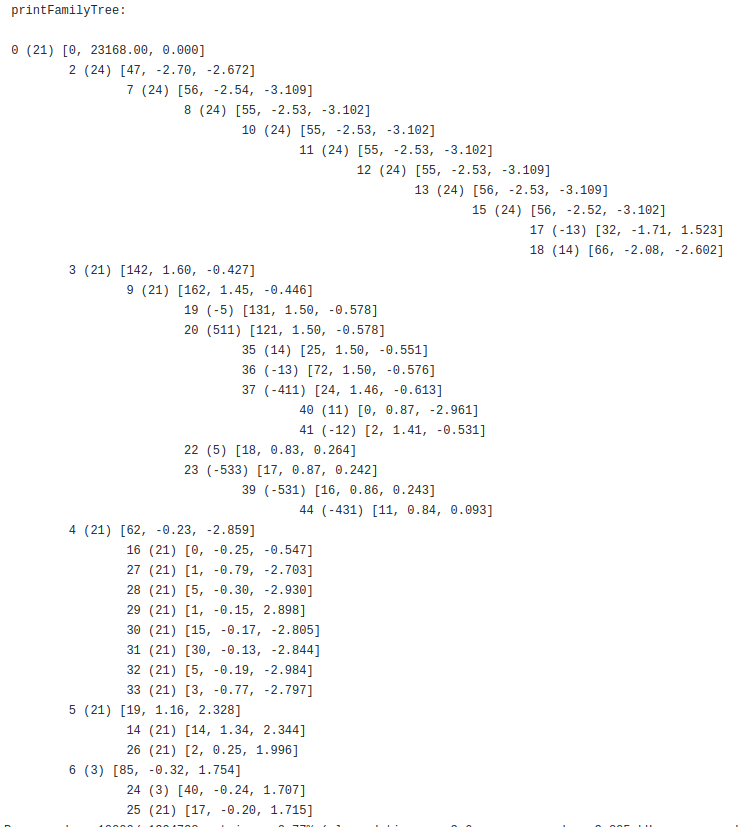 printFamilyTree:
0 (21) [0, 23168.00, 0.000]
2 (24) [47, -2.70, -2.672]
7 (24) [56, -2.54, -3.109]
8 (24) [55, -2.53, -3.102]
10 (24) [55, -2.53, -3.102]
11 (24) [55, -2.53, -3.102]
12 (24) [55, -2.53, -3.109]
13 (24) [56, -2.53, -3.109]
15 (24) [56, -2.52, -3.102]
17 (-13) [32, -1.71, 1.523]
18 (14) [66, -2.08, -2.602]
3 (21) [142, 1.60, -0.427]
9 (21) [162, 1.45, -0.446]
19 (-5) [131, 1.50, -0.578]
20 (511) [121, 1.50, -0.578]
35 (14) [25, 1.50, -0.551]
36 (-13) [72, 1.50, -0.576]
37 (-411) [24, 1.46, -0.613]
40 (11) [0, 0.87, -2.961]
41 (-12) [2, 1.41, -0.531]
22 (5) [18, 0.83, 0.264]
23 (-533) [17, 0.87, 0.242]
39 (-531) [16, 0.86, 0.243]
44 (-431) [11, 0.84, 0.093]
4 (21) [62, -0.23, -2.859]
16 (21) [0, -0.25, -0.547]
27 (21) [1, -0.79, -2.703]
28 (21) [5, -0.30, -2.930]
29 (21) [1, -0.15, 2.898]
30 (21) [15, -0.17, -2.805]
31 (21) [30, -0.13, -2.844]
32 (21) [5, -0.19, -2.984]
33 (21) [3, -0.77, -2.797]
5 (21) [19, 1.16, 2.328]
14 (21) [14, 1.34, 2.344]
26 (21) [2, 0.25, 1.996]
6 (3) [85, -0.32, 1.754]
24 (3) [40, -0.24, 1.707]
25 (21) [17, -0.20, 1.715]